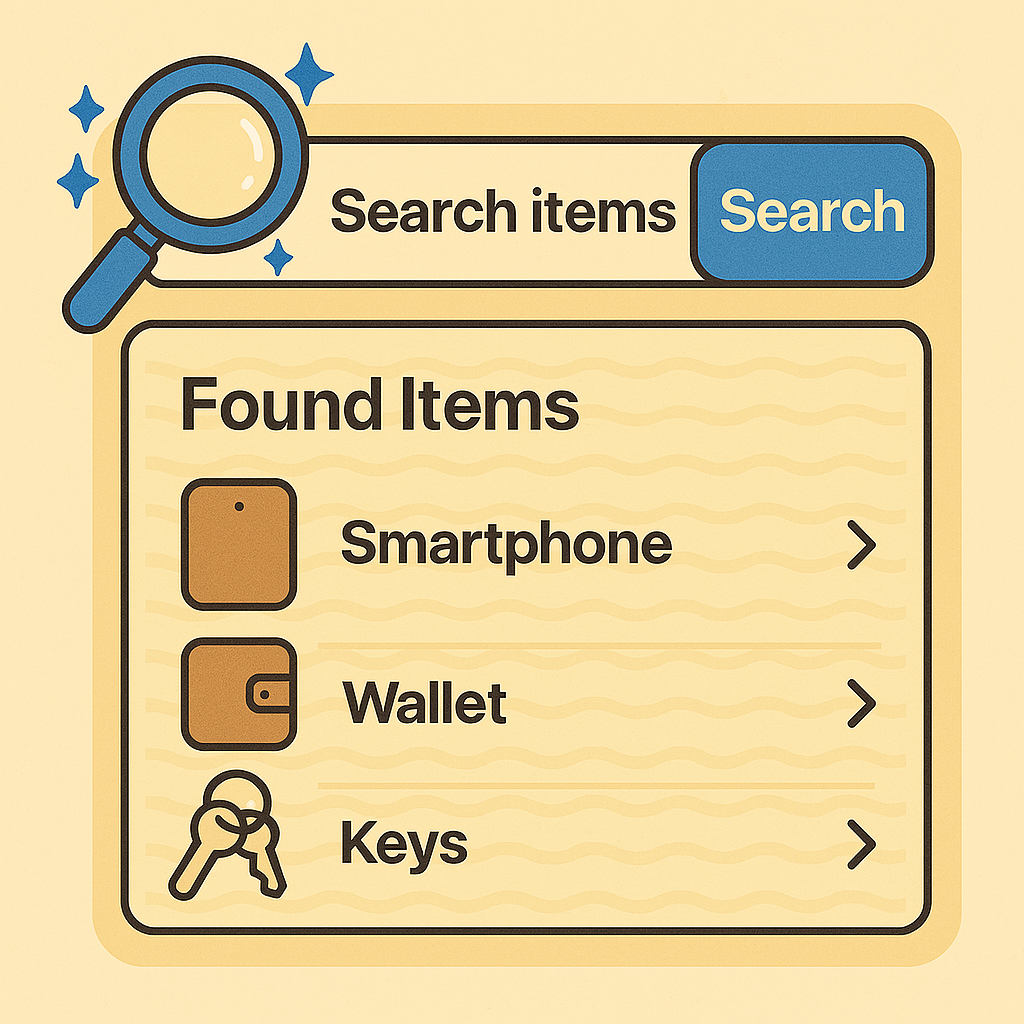 Search items
Search
Found Items
Smartphone
Wallet
Keys